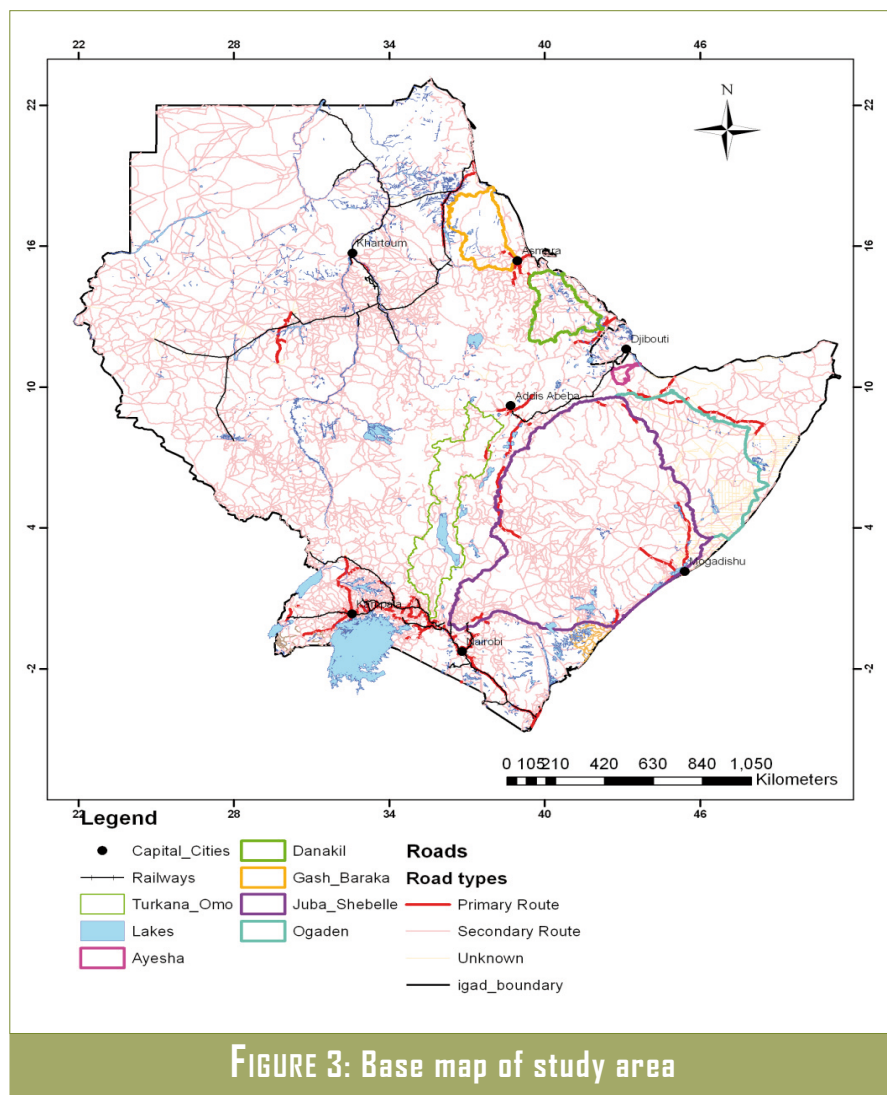 22 28 34 40 46
N
22 22
16 16
10 10
4 4
-2 -2
Khartoum
Asmara
Djibouti
Addis Abeba
Mogadishu
Kampala
Nairobi
0 105 210 420 630 840 1,050
Kilometers
22 28 34 40 46
Legend
Capital_Cities
Railways
Turkana_Omo
Lakes
Ayesha
Danakil
Gash_Baraka
Juba_Shebelle
Ogaden
Roads
Road types
Primary Route
Secondary Route
Unknown
igad_boundary
FIGURE 3: Base map of study area